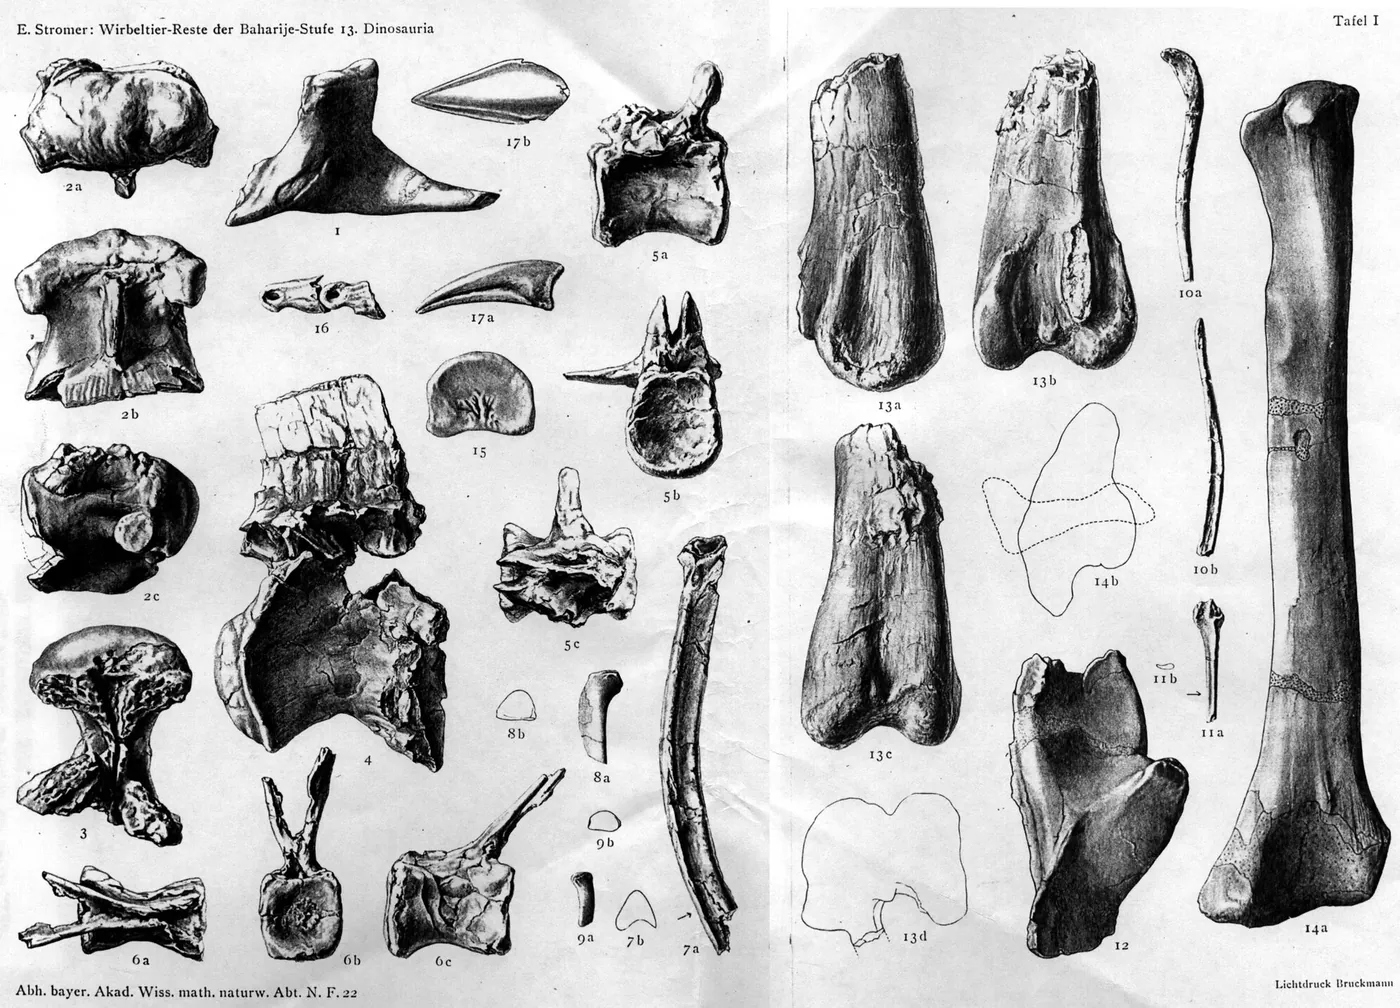 E. Stromer: Wirbeltier-Reste der Baharije-Stufe 13. Dinosauria
Tafel I
2a
1
17b
5a
2b
16
17a
15
5b
2c
4
5c
3
8b
8a
9b
9a
7b
7a
6a
6b
6c
13a
13b
10a
10b
14b
13c
11b
11a
13d
12
14a
Abh. bayer. Akad. Wiss. math. naturw. Abt. N. F. 22
Lichtdruck Bruckmann